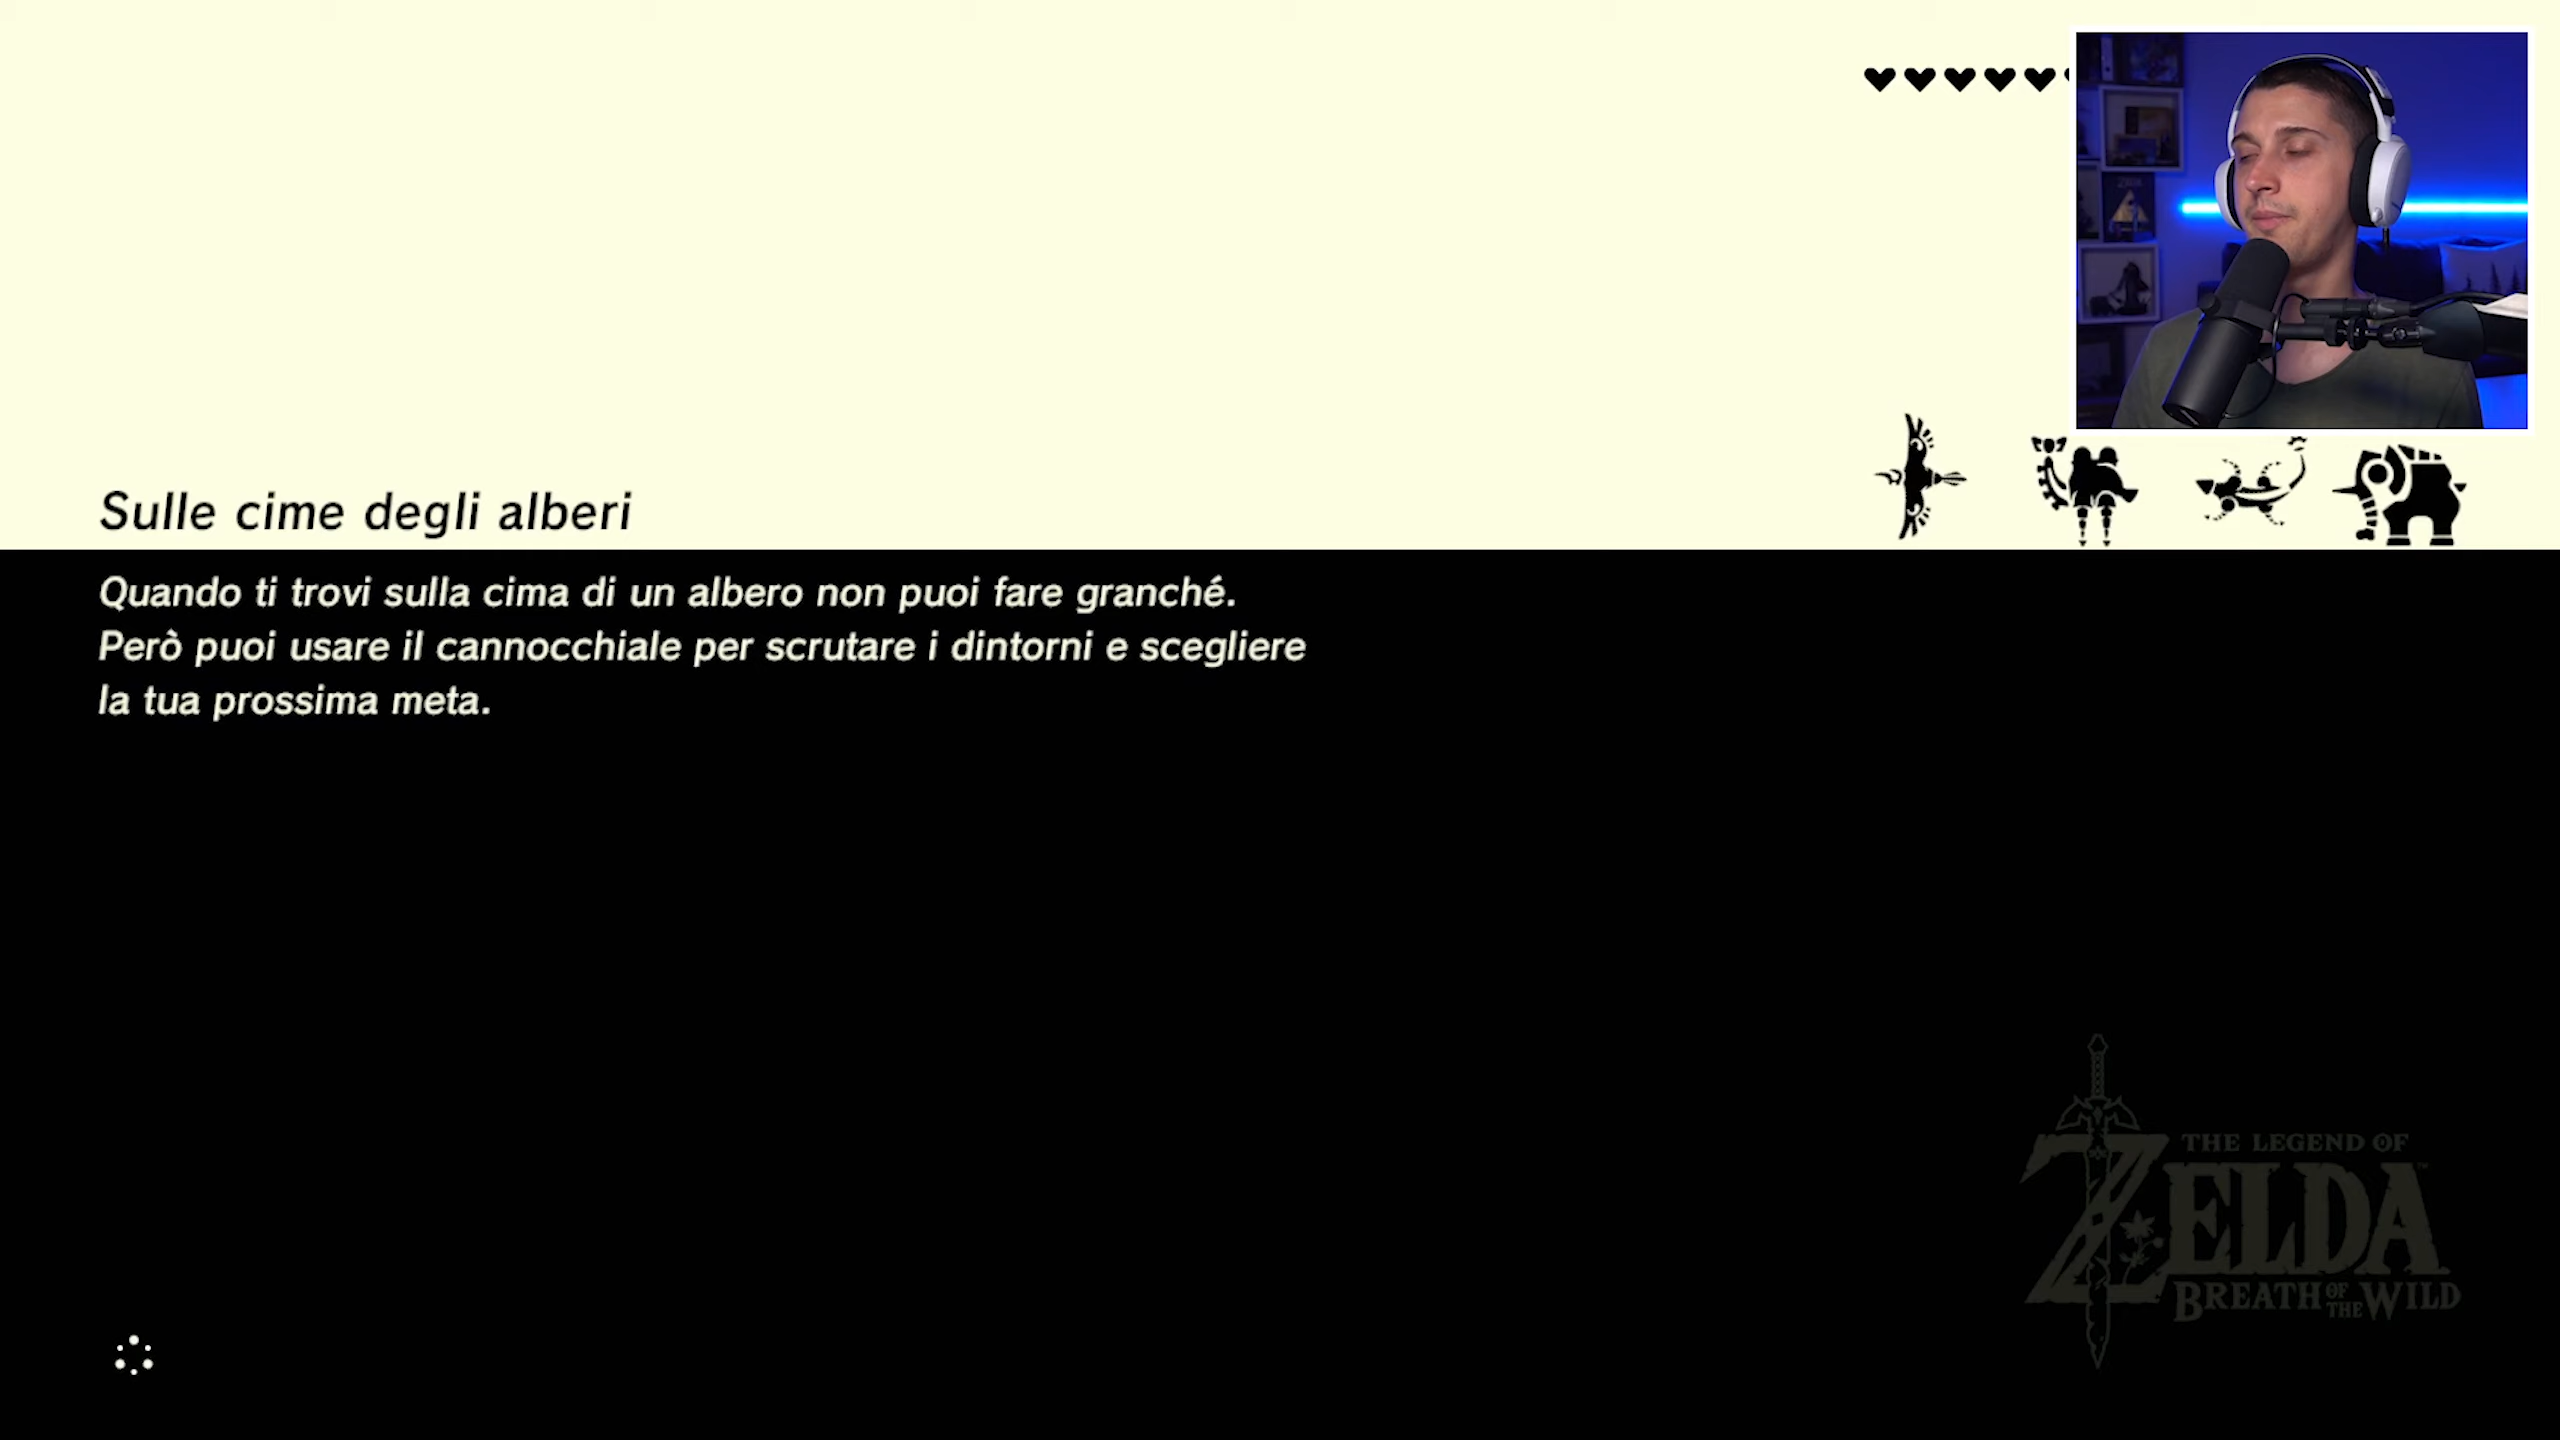 Sulle cime degli alberi
Quando ti trovi sulla cima di un albero non puoi fare granché.
Però puoi usare il cannocchiale per scrutare i dintorni e scegliere
la tua prossima meta.
THE LEGEND OF
ZELDA
BREATH OF THE WILD